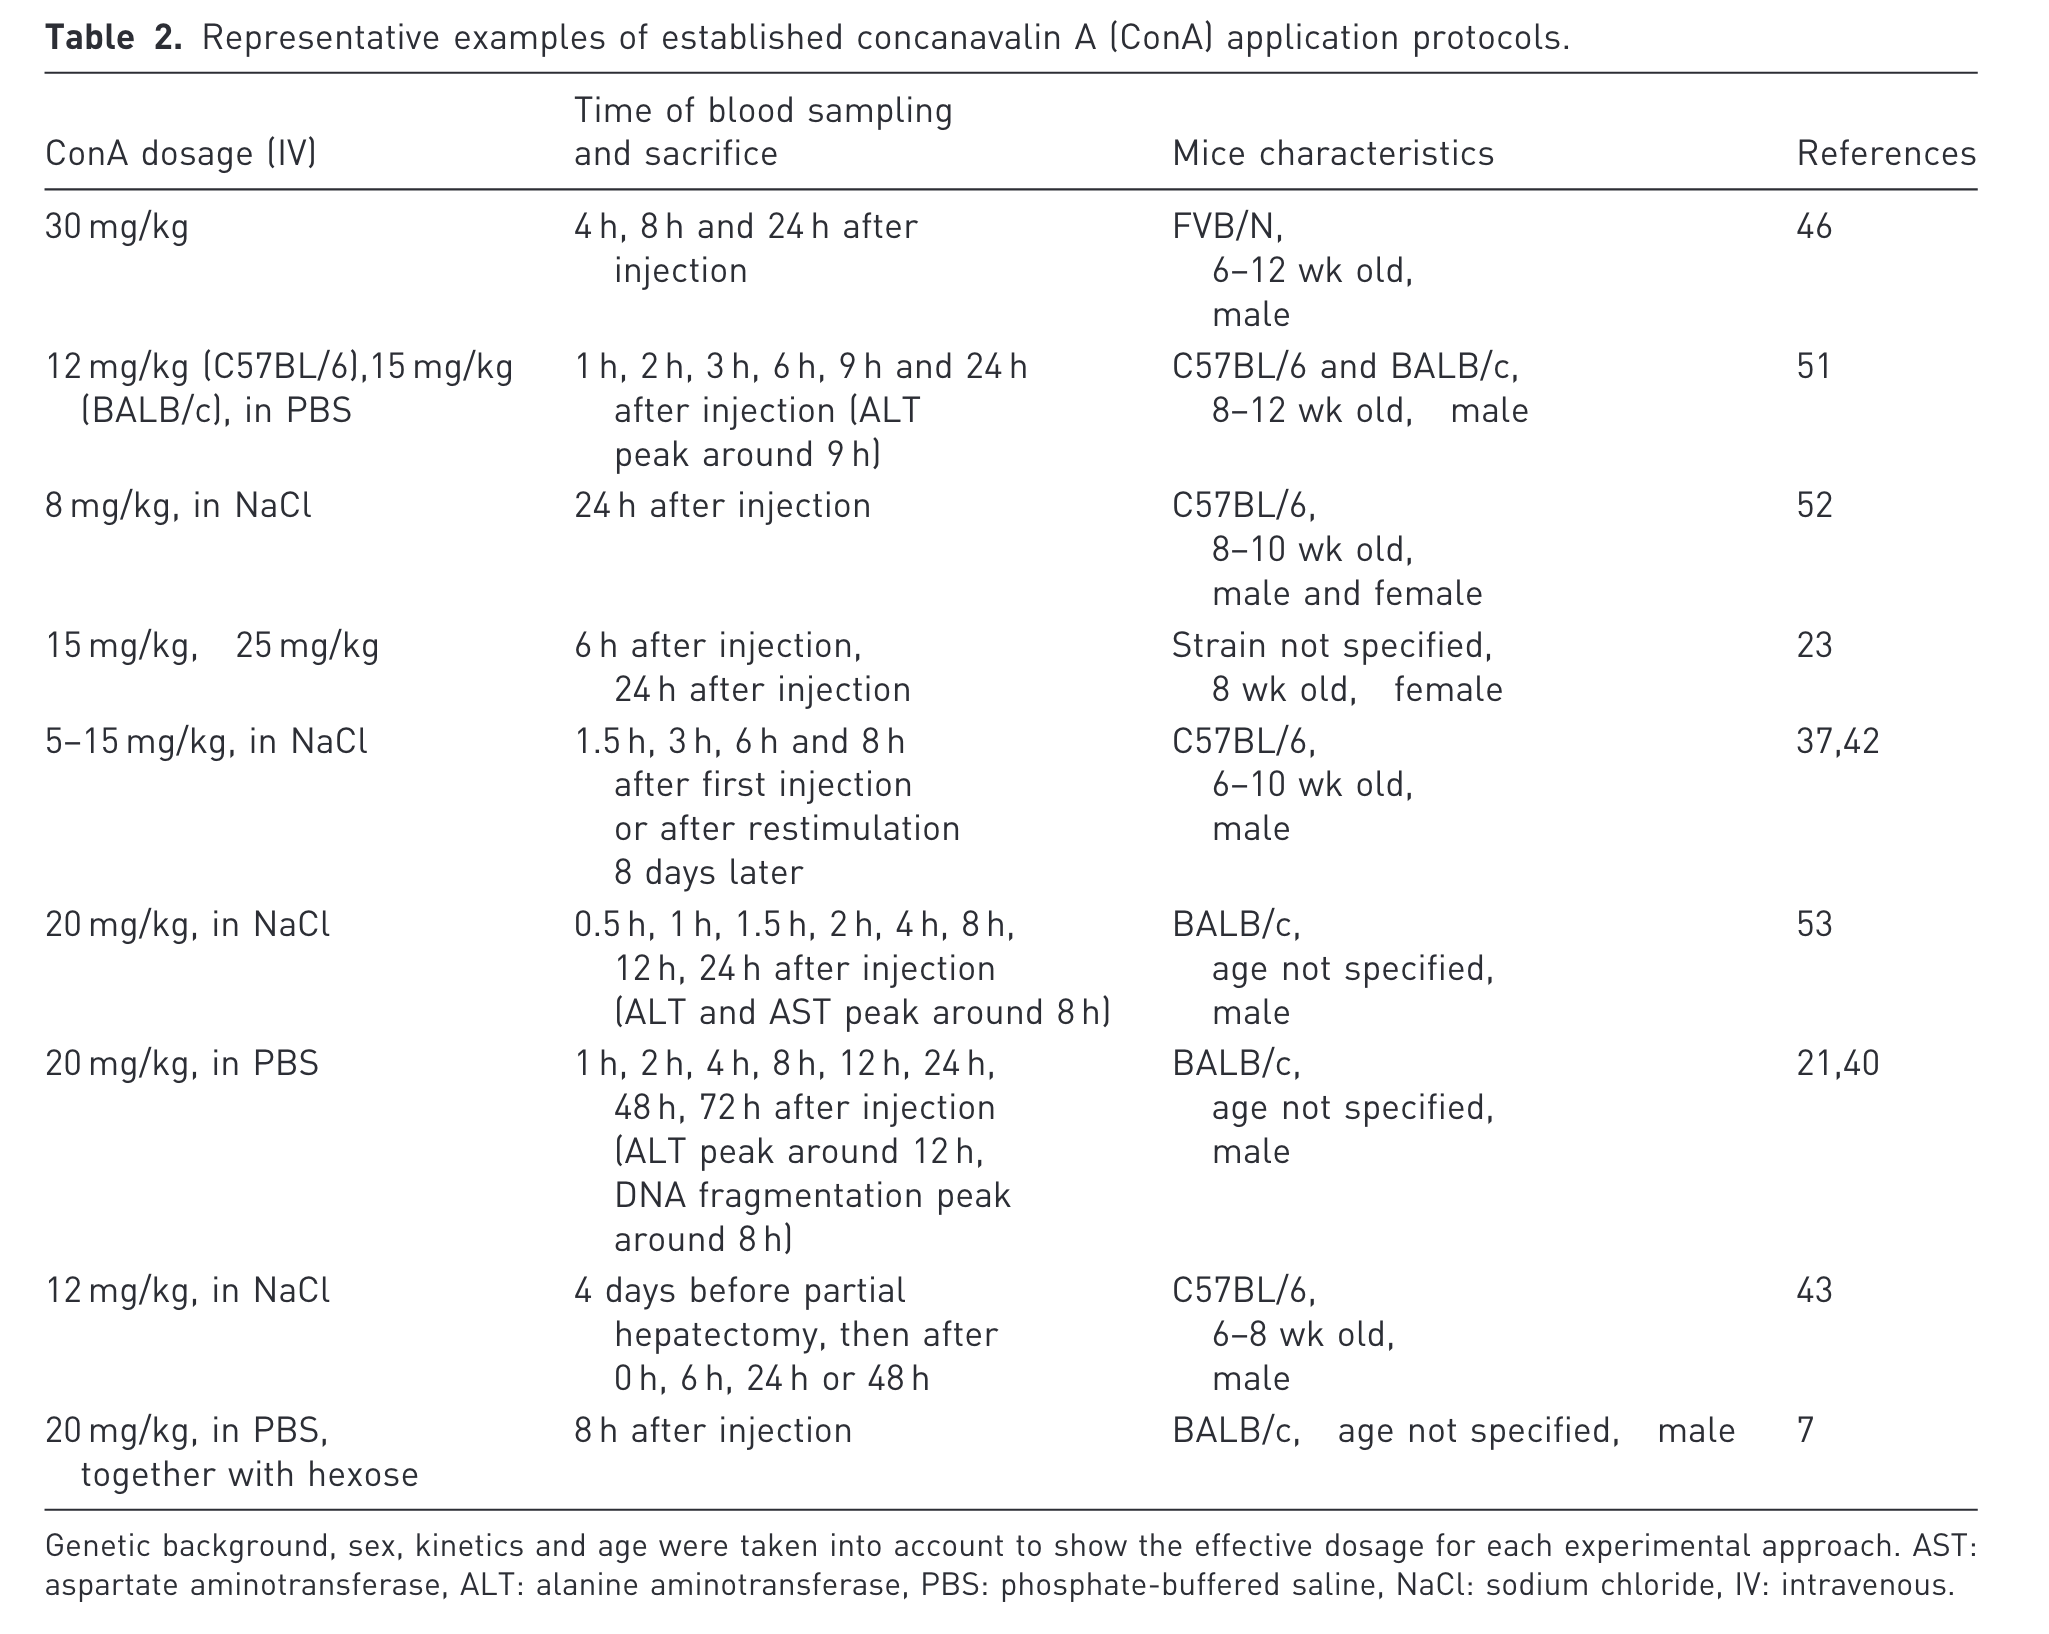 Table 2. Representative examples of established concanavalin A (ConA) application protocols.
ConA dosage (IV) Time of blood sampling and sacrifice Mice characteristics References
30 mg/kg 4 h, 8 h and 24 h after FVB/N, 46
injection 6–12 wk old,
male
12 mg/kg (C57BL/6),15 mg/kg 1 h, 2 h, 3 h, 6 h, 9 h and 24 h C57BL/6 and BALB/c, 51
(BALB/c), in PBS after injection (ALT 8–12 wk old, male
peak around 9 h)
8 mg/kg, in NaCl 24 h after injection C57BL/6, 52
8–10 wk old,
male and female
15 mg/kg, 25 mg/kg 6 h after injection, Strain not specified, 23
24 h after injection 8 wk old, female
5–15 mg/kg, in NaCl 1.5 h, 3 h, 6 h and 8 h C57BL/6, 37,42
after first injection 6–10 wk old,
or after restimulation male
8 days later
20 mg/kg, in NaCl 0.5 h, 1 h, 1.5 h, 2 h, 4 h, 8 h, BALB/c, 53
12 h, 24 h after injection age not specified,
(ALT and AST peak around 8 h) male
20 mg/kg, in PBS 1 h, 2 h, 4 h, 8 h, 12 h, 24 h, BALB/c, 21,40
48 h, 72 h after injection age not specified,
(ALT peak around 12 h, male
DNA fragmentation peak
around 8 h)
12 mg/kg, in NaCl 4 days before partial C57BL/6, 43
hepatectomy, then after 6–8 wk old,
0 h, 6 h, 24 h or 48 h male
20 mg/kg, in PBS, 8 h after injection BALB/c, age not specified, male 7
together with hexose
Genetic background, sex, kinetics and age were taken into account to show the effective dosage for each experimental approach. AST:
aspartate aminotransferase, ALT: alanine aminotransferase, PBS: phosphate-buffered saline, NaCl: sodium chloride, IV: intravenous.